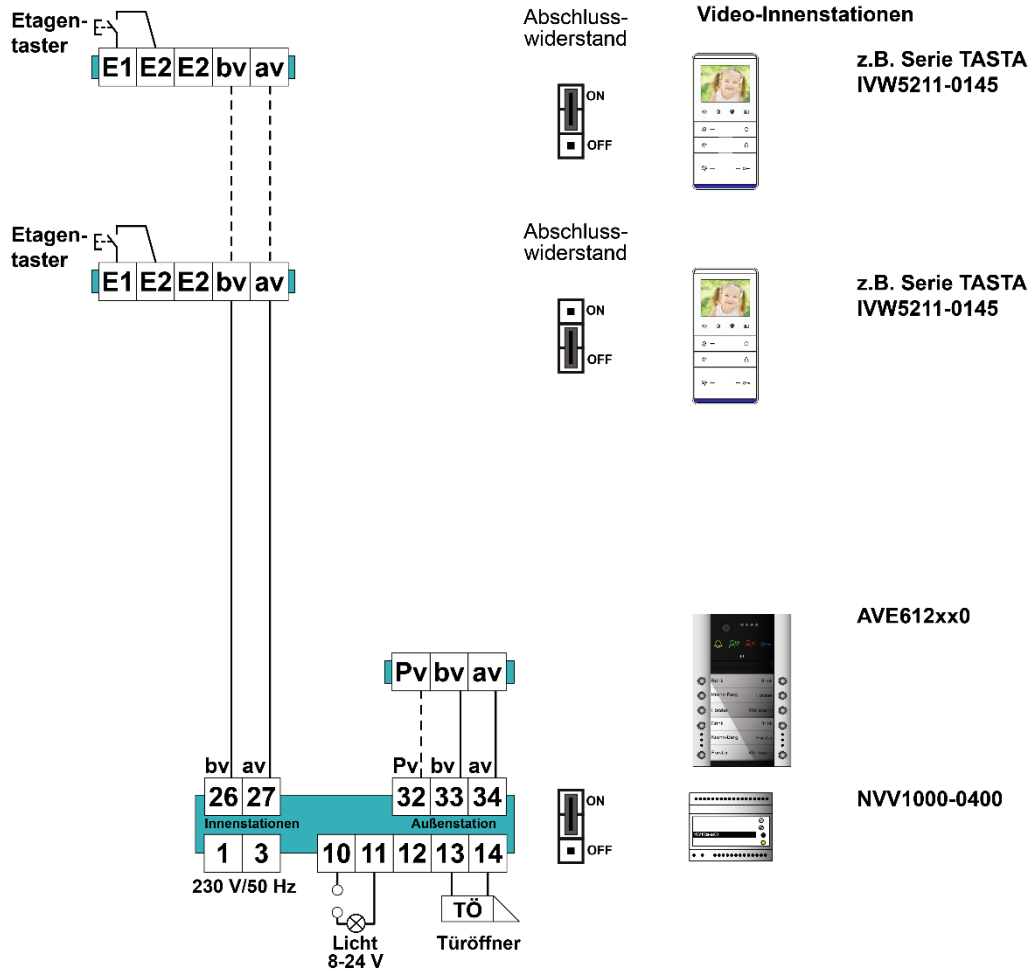 Etagen-
taster
E1 E2 E2 bv av
Abschluss-
widerstand
ON
OFF
Video-Innenstationen
z.B. Serie TASTA
IVW5211-0145
Etagen-
taster
E1 E2 E2 bv av
Abschluss-
widerstand
ON
OFF
z.B. Serie TASTA
IVW5211-0145
AVE612xx0
Pv bv av
bv av
Pv bv av
26 27
32 33 34
Innenstationen
Außenstation
1 3
10 11 12 13 14
230 V/50 Hz
ON
OFF
NVV1000-0400
TÖ
Licht
8-24 V
Türöffner